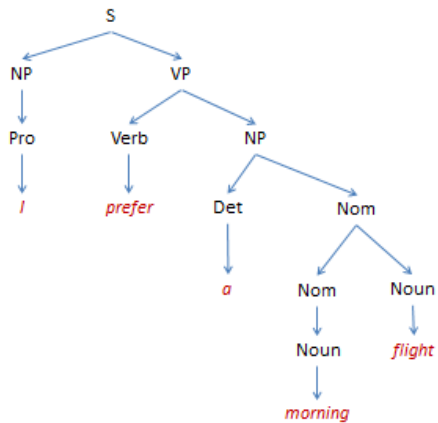 S
NP VP
Pro Verb NP
I prefer Det Nom
a Nom Noun
Noun flight
morning